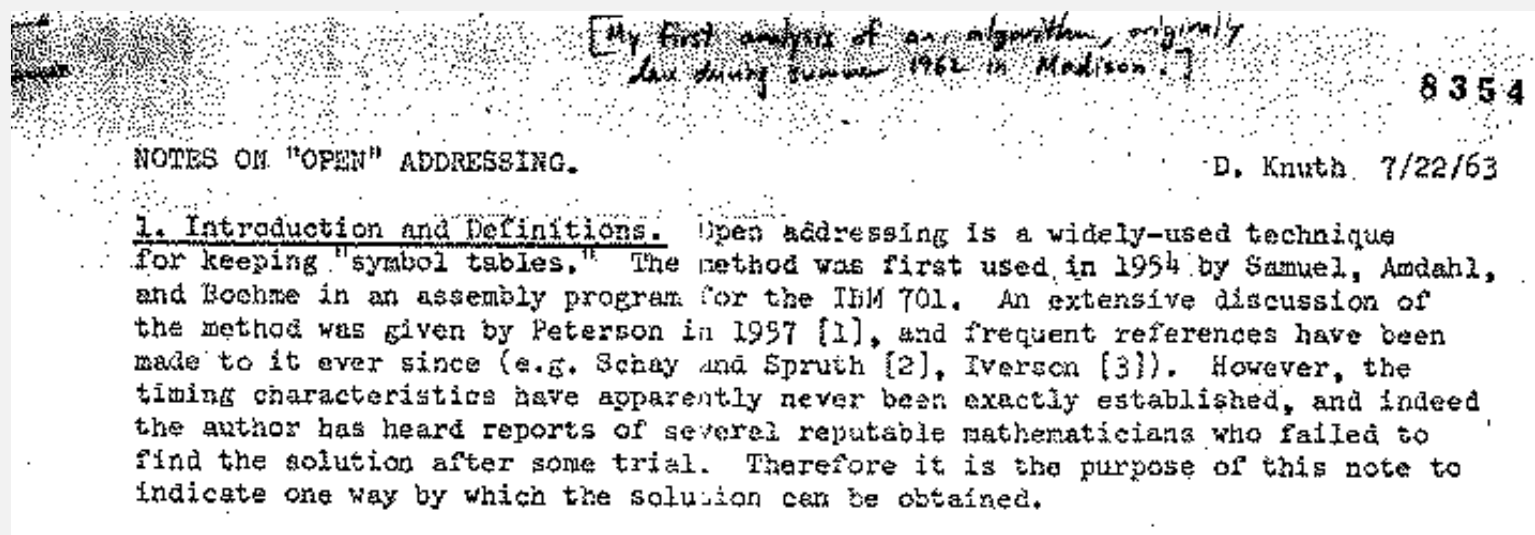 [My first analysis of an algorithm, originally
done during summer 1962 in Madison.]
8354
NOTES ON "OPEN" ADDRESSING.
D. Knuth 7/22/63
1. Introduction and Definitions. Open addressing is a widely-used technique
for keeping "symbol tables." The method was first used in 1954 by Samuel, Amdahl,
and Boehme in an assembly program for the IBM 701. An extensive discussion of
the method was given by Peterson in 1957 [1], and frequent references have been
made to it ever since (e.g. Schay and Spruth [2], Iverson [3]). However, the
timing characteristics have apparently never been exactly established, and indeed
the author has heard reports of several reputable mathematicians who failed to
find the solution after some trial. Therefore it is the purpose of this note to
indicate one way by which the solution can be obtained.